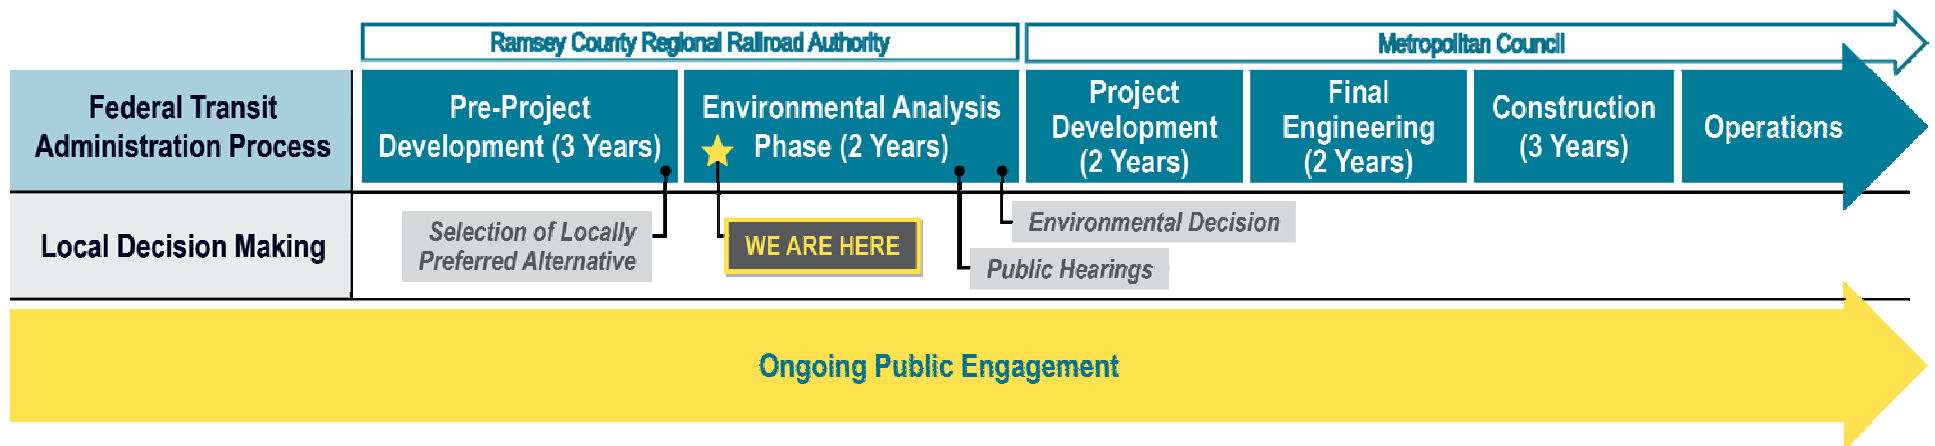 Ramsey County Regional Railroad Authority
Metropolitan Council
Federal Transit
Administration Process
Pre-Project
Development (3 Years)
Environmental Analysis
Phase (2 Years)
Project
Development
(2 Years)
Final
Engineering
(2 Years)
Construction
(3 Years)
Operations
Local Decision Making
Selection of Locally
Preferred Alternative
WE ARE HERE
Environmental Decision
Public Hearings
Ongoing Public Engagement